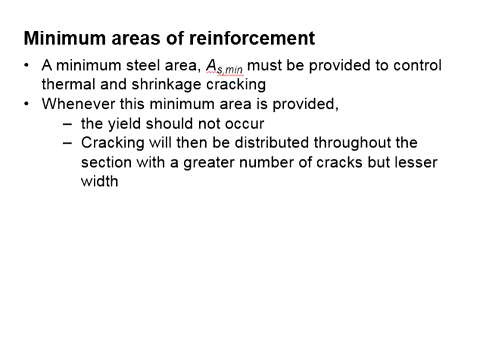 Minimum areas of reinforcement
• A minimum steel area, As,min must be provided to control
thermal and shrinkage cracking
• Whenever this minimum area is provided,
– the yield should not occur
– Cracking will then be distributed throughout the
section with a greater number of cracks but lesser
width